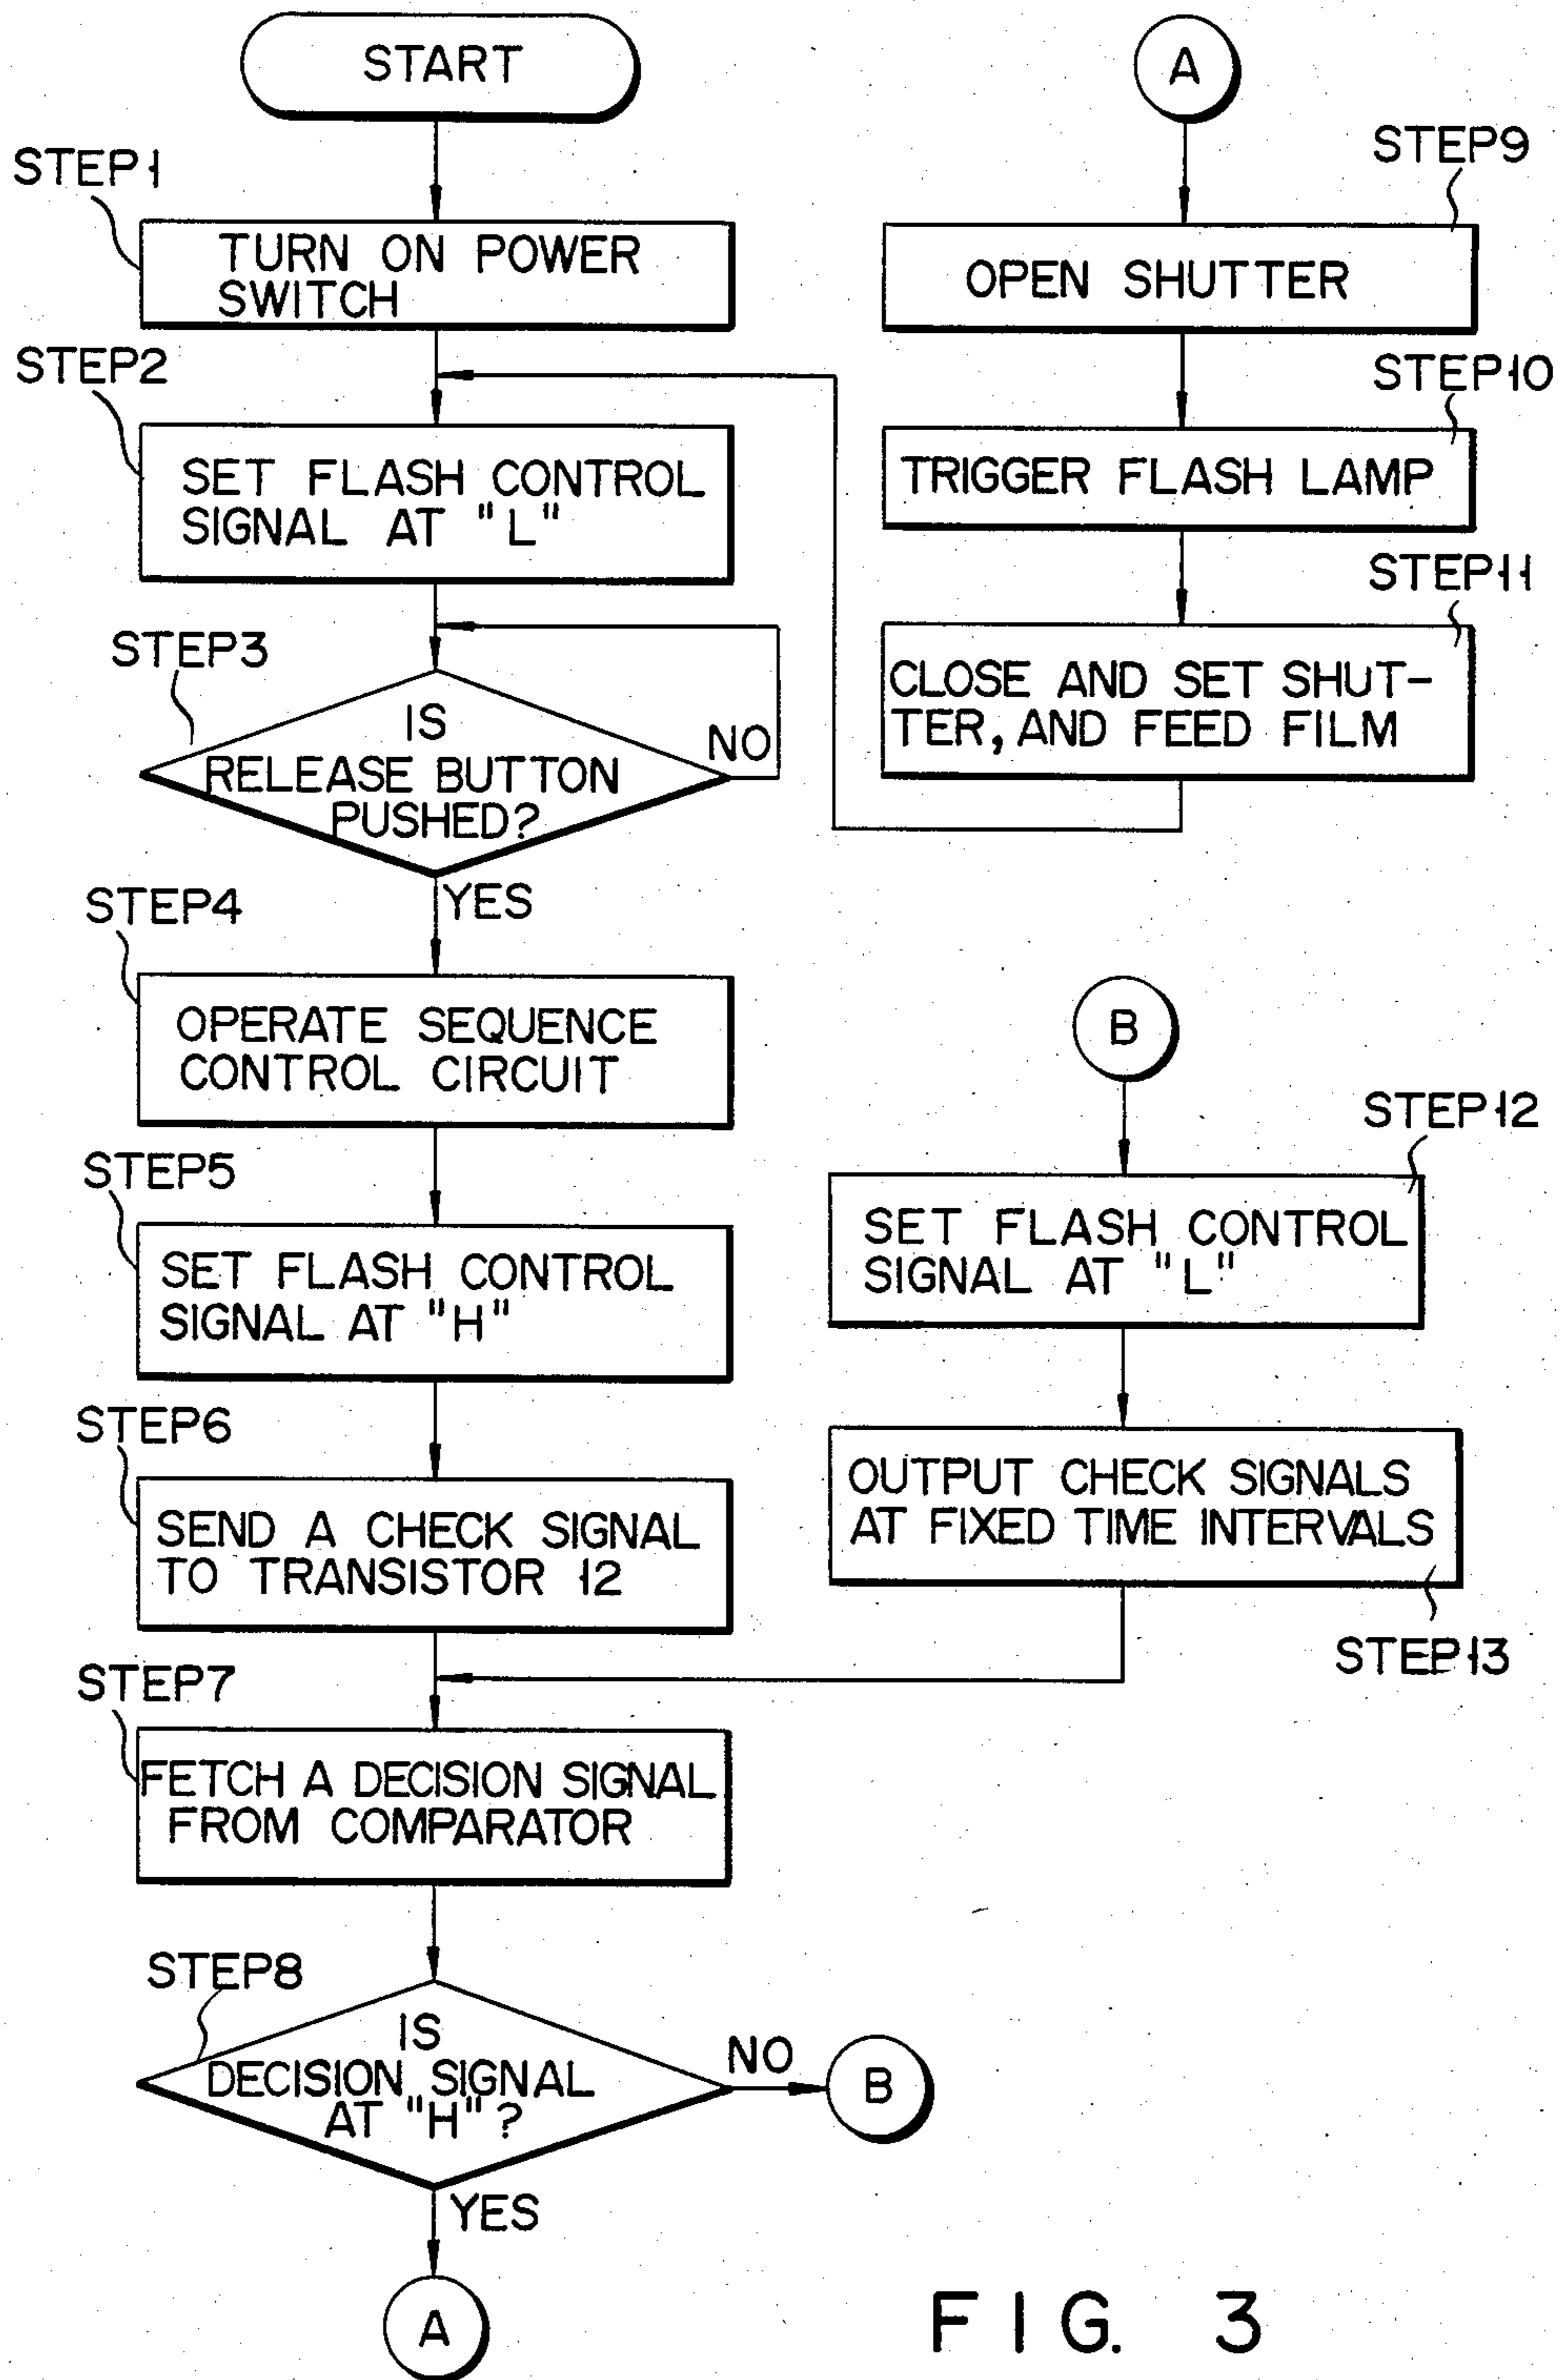 START
STEP1
TURN ON POWER
SWITCH
STEP2
SET FLASH CONTROL
SIGNAL AT "L"
STEP3
IS
RELEASE BUTTON
PUSHED?
NO
YES
STEP4
OPERATE SEQUENCE
CONTROL CIRCUIT
STEP5
SET FLASH CONTROL
SIGNAL AT "H"
STEP6
SEND A CHECK SIGNAL
TO TRANSISTOR 12
STEP7
FETCH A DECISION SIGNAL
FROM COMPARATOR
STEP8
IS
DECISION SIGNAL
AT "H"?
NO
B
YES
A
A
STEP9
OPEN SHUTTER
STEP10
TRIGGER FLASH LAMP
STEP11
CLOSE AND SET SHUT-
TER, AND FEED FILM
B
STEP12
SET FLASH CONTROL
SIGNAL AT "L"
OUTPUT CHECK SIGNALS
AT FIXED TIME INTERVALS
STEP13
FIG. 3